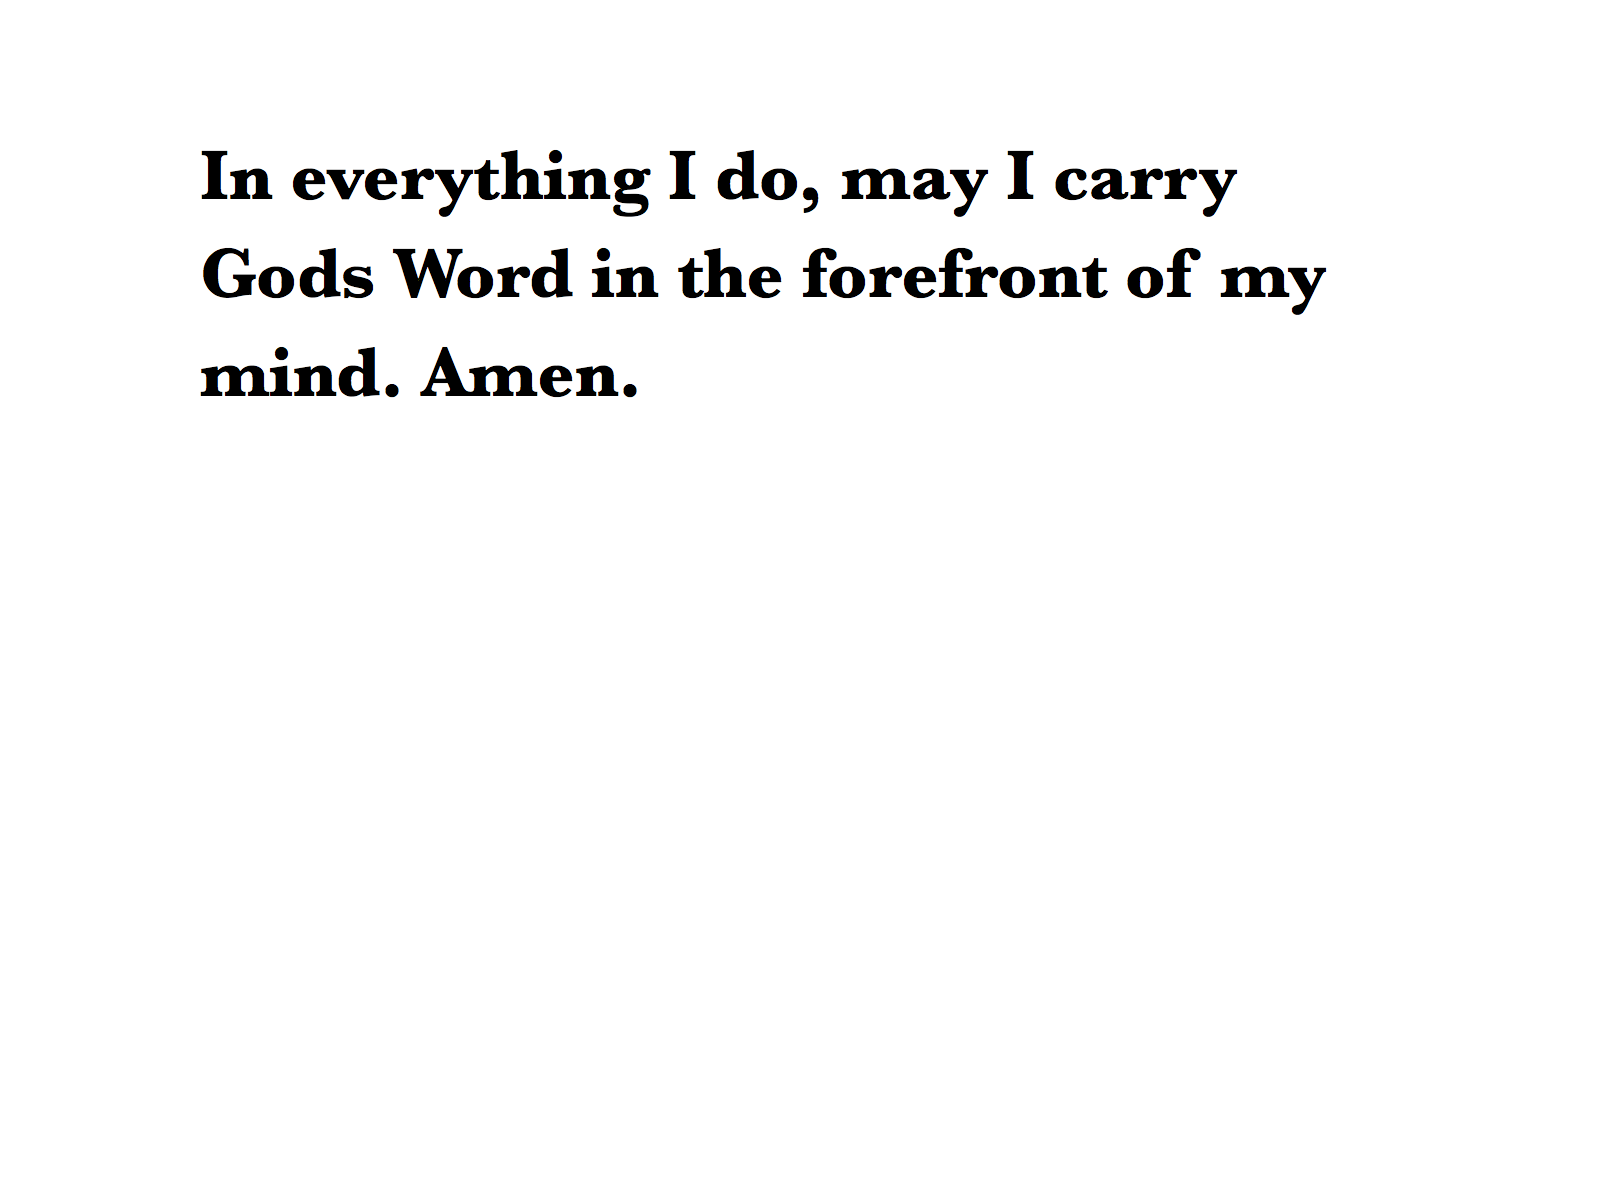 In everything I do, may I carry
Gods Word in the forefront of my
mind. Amen.